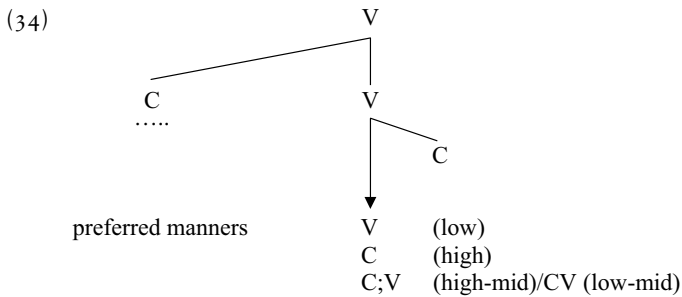 (34) V
C V
.....
C
preferred manners V (low)
C (high)
C;V (high-mid)/CV (low-mid)